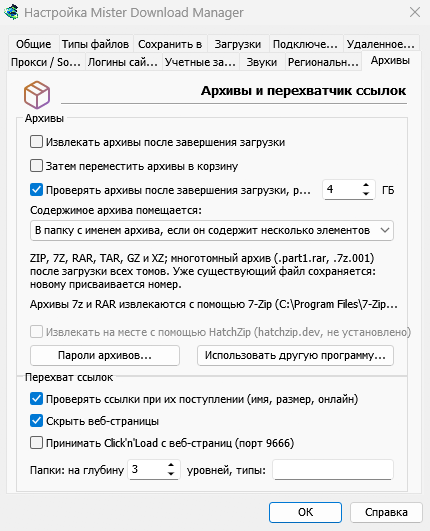 Настройка Mister Download Manager
Общие Типы файлов Сохранить в Загрузки Подключе... Удаленное...
Прокси / So... Логины сай... Учетные за... Звуки Региональн... Архивы
Архивы и перехватчик ссылок
Архивы
Извлекать архивы после завершения загрузки
Затем переместить архивы в корзину
Проверять архивы после завершения загрузки, р... 4 ГБ
Содержимое архива помещается:
В папку с именем архива, если он содержит несколько элементов
ZIP, 7Z, RAR, TAR, GZ и XZ; многотомный архив (.part1.rar, .7z.001)
после загрузки всех томов. Уже существующий файл сохраняется:
новому присваивается номер.
Архивы 7z и RAR извлекаются с помощью 7-Zip (C:\Program Files\7-Zip...
Извлекать на месте с помощью HatchZip (hatchzip.dev, не установлено)
Пароли архивов... Использовать другую программу...
Перехват ссылок
Проверять ссылки при их поступлении (имя, размер, онлайн)
Скрыть веб-страницы
Принимать Click'n'Load с веб-страниц (порт 9666)
Папки: на глубину 3 уровней, типы:
ОК Справка